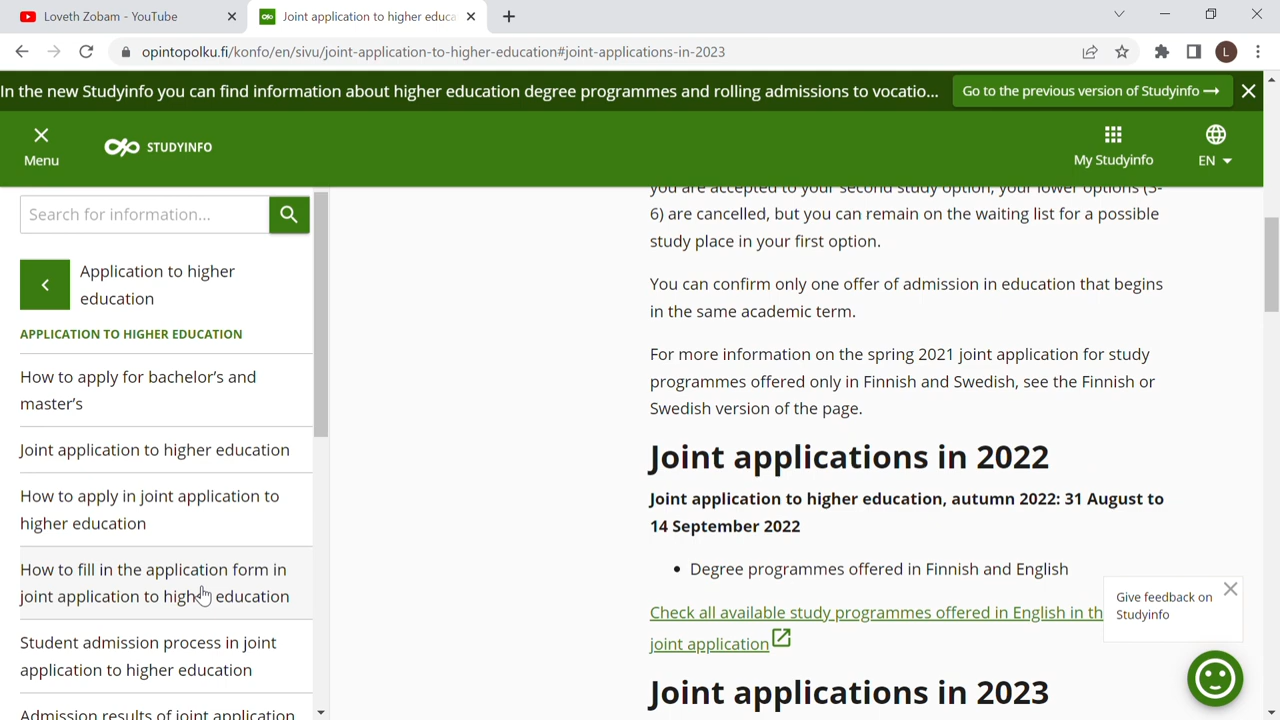 Loveth Zobam - YouTube
Joint application to higher educa
opintopolku.fi/konfo/en/sivu/joint-application-to-higher-education#joint-applications-in-2023
L
In the new Studyinfo you can find information about higher education degree programmes and rolling admissions to vocatio...
Go to the previous version of Studyinfo
Menu
STUDYINFO
My Studyinfo
EN
Search for information...
Application to higher
education
APPLICATION TO HIGHER EDUCATION
How to apply for bachelor’s and
master’s
Joint application to higher education
How to apply in joint application to
higher education
How to fill in the application form in
joint application to higher education
Student admission process in joint
application to higher education
Admission results of joint application
you are accepted to your second study option, your lower options (3-
6) are cancelled, but you can remain on the waiting list for a possible
study place in your first option.
You can confirm only one offer of admission in education that begins
in the same academic term.
For more information on the spring 2021 joint application for study
programmes offered only in Finnish and Swedish, see the Finnish or
Swedish version of the page.
Joint applications in 2022
Joint application to higher education, autumn 2022: 31 August to
14 September 2022
• Degree programmes offered in Finnish and English
Check all available study programmes offered in English in th
joint application
Joint applications in 2023
Give feedback on
Studyinfo